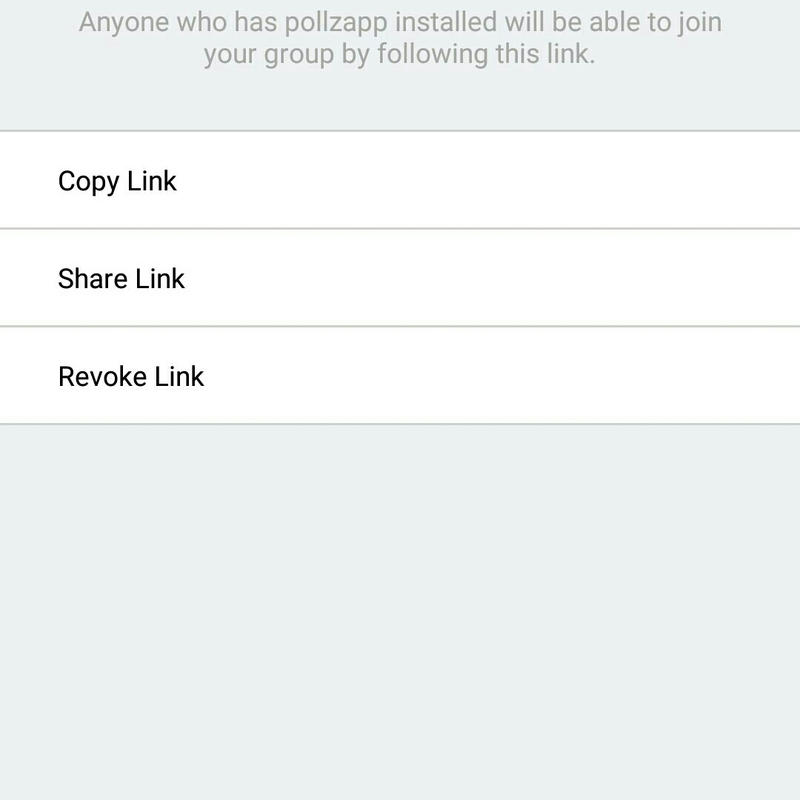 Anyone who has pollzapp installed will be able to join
your group by following this link.
Copy Link
Share Link
Revoke Link